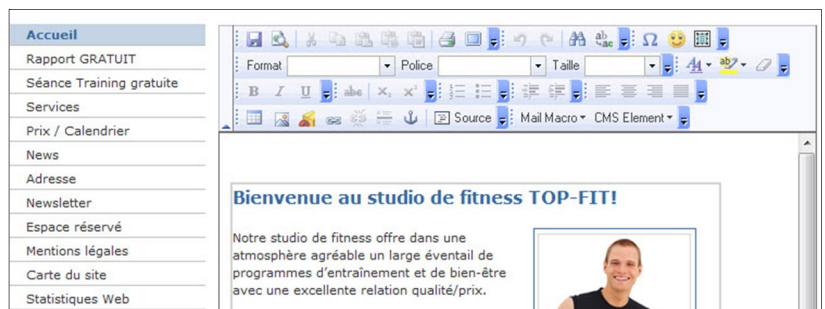 Accueil
Rapport GRATUIT
Séance Training gratuite
Services
Prix / Calendrier
News
Adresse
Newsletter
Espace réservé
Mentions légales
Carte du site
Statistiques Web
Format Police Taille
B I U abc x, x²
Source Mail Macro CMS Element
Bienvenue au studio de fitness TOP-FIT!
Notre studio de fitness offre dans une
atmosphère agréable un large éventail de
programmes d'entraînement et de bien-être
avec une excellente relation qualité/prix.